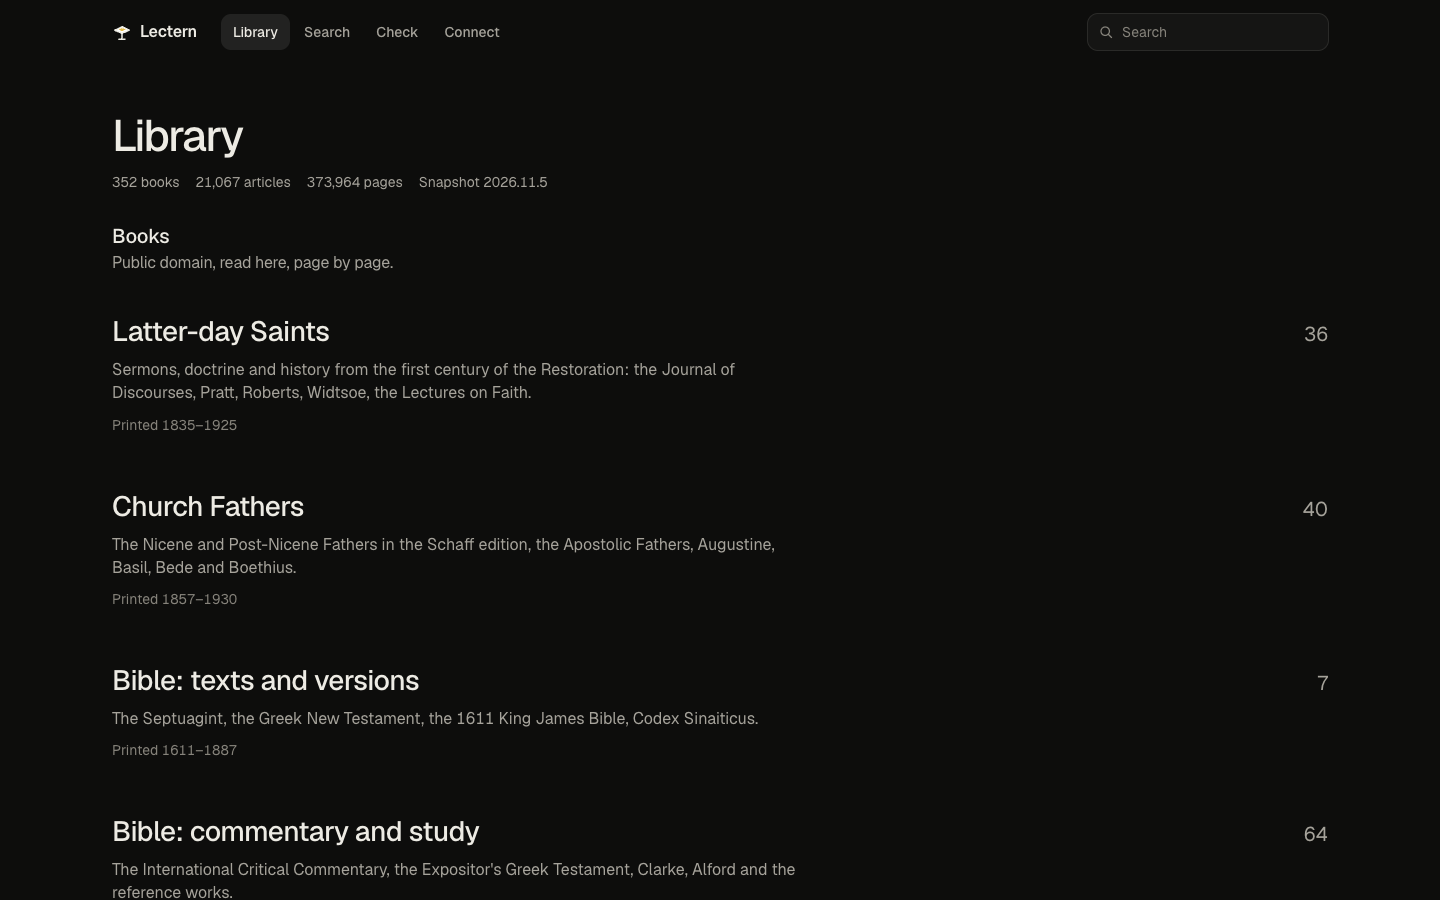 Lectern
Library
Search
Check
Connect
Search
Library
352 books 21,067 articles 373,964 pages Snapshot 2026.11.5
Books
Public domain, read here, page by page.
Latter-day Saints
36
Sermons, doctrine and history from the first century of the Restoration: the Journal of
Discourses, Pratt, Roberts, Widtsoe, the Lectures on Faith.
Printed 1835–1925
Church Fathers
40
The Nicene and Post-Nicene Fathers in the Schaff edition, the Apostolic Fathers, Augustine,
Basil, Bede and Boethius.
Printed 1857–1930
Bible: texts and versions
7
The Septuagint, the Greek New Testament, the 1611 King James Bible, Codex Sinaiticus.
Printed 1611–1887
Bible: commentary and study
64
The International Critical Commentary, the Expositor's Greek Testament, Clarke, Alford and the
reference works.